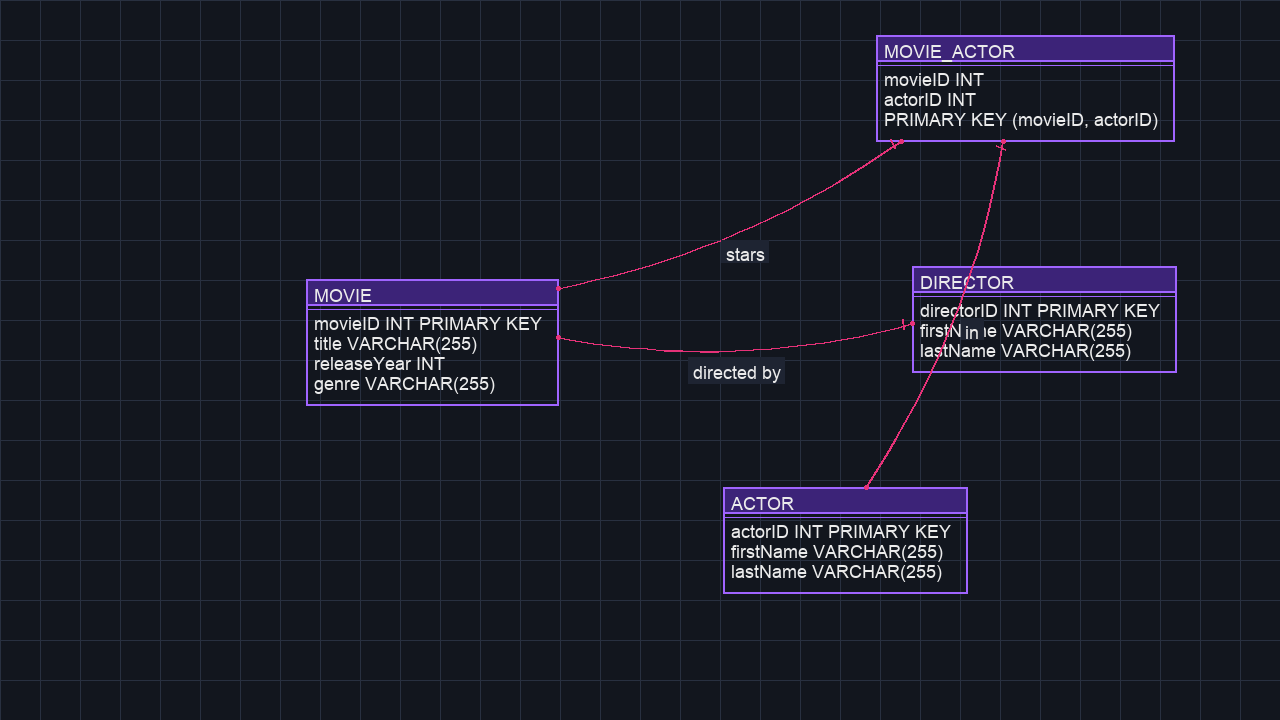 MOVIE_ACTOR
movieID INT
actorID INT
PRIMARY KEY (movieID, actorID)
stars
MOVIE
movieID INT PRIMARY KEY
title VARCHAR(255)
releaseYear INT
genre VARCHAR(255)
directed by
DIRECTOR
directorID INT PRIMARY KEY
firstName VARCHAR(255)
in
lastName VARCHAR(255)
ACTOR
actorID INT PRIMARY KEY
firstName VARCHAR(255)
lastName VARCHAR(255)